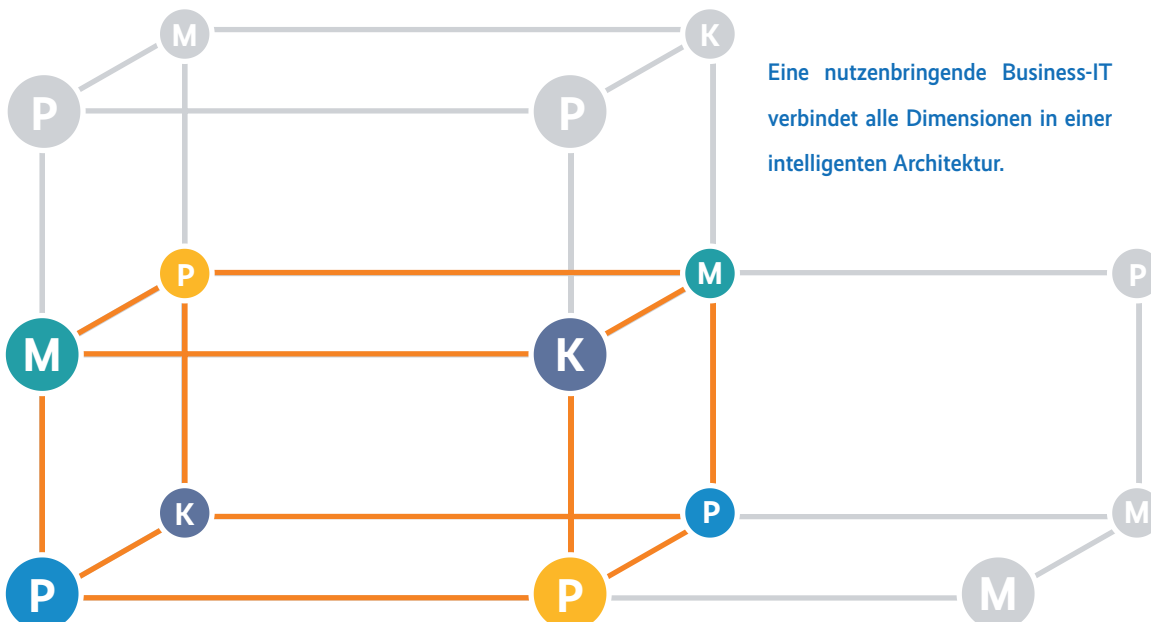 M K
P P
Eine nutzenbringende Business-IT
verbindet alle Dimensionen in einer
intelligenten Architektur.
P M P
M K
K P M
P P M